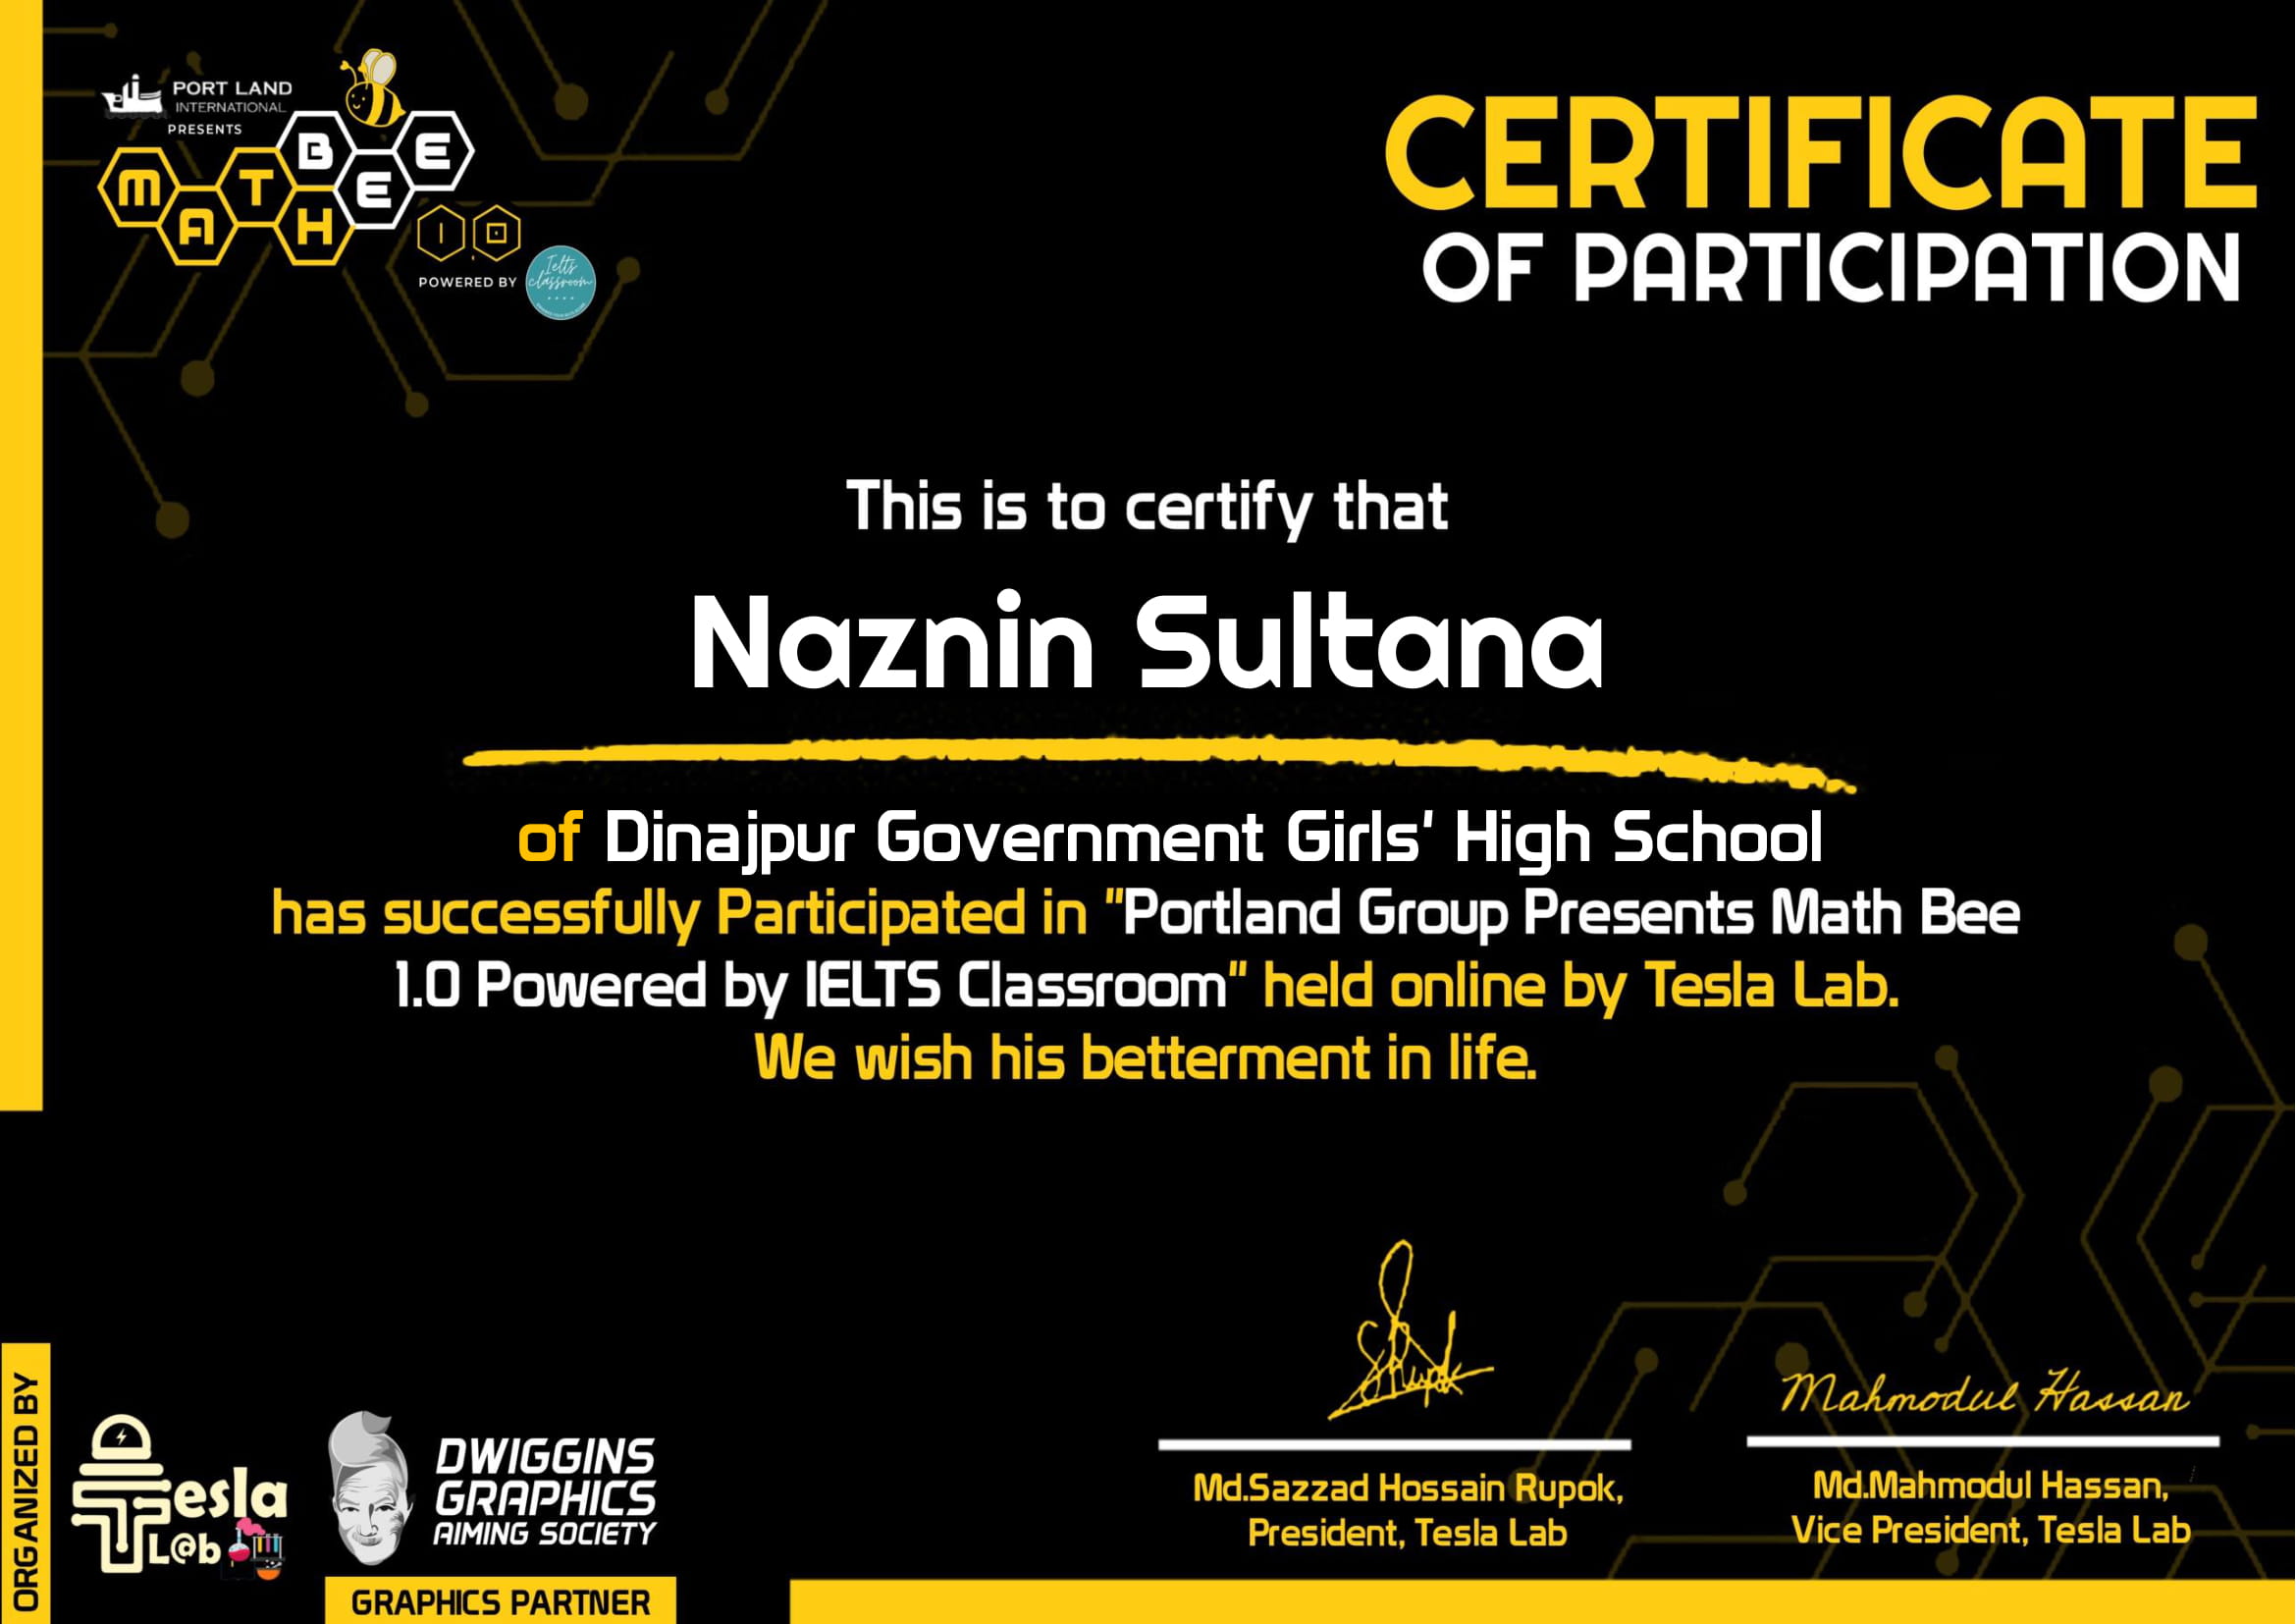 PORT LAND
INTERNATIONAL
PRESENTS
MATH BEE
1.0
POWERED BY
Ielts classroom
CERTIFICATE
OF PARTICIPATION
This is to certify that
Naznin Sultana
of Dinajpur Government Girls' High School
has successfully Participated in "Portland Group Presents Math Bee
1.0 Powered by IELTS Classroom" held online by Tesla Lab.
We wish his betterment in life.
Mahmodul Hassan
Md.Sazzad Hossain Rupok,
President, Tesla Lab
Md.Mahmodul Hassan,
Vice President, Tesla Lab
ORGANIZED BY
Tesla
L@b
DWIGGINS
GRAPHICS
AIMING SOCIETY
GRAPHICS PARTNER